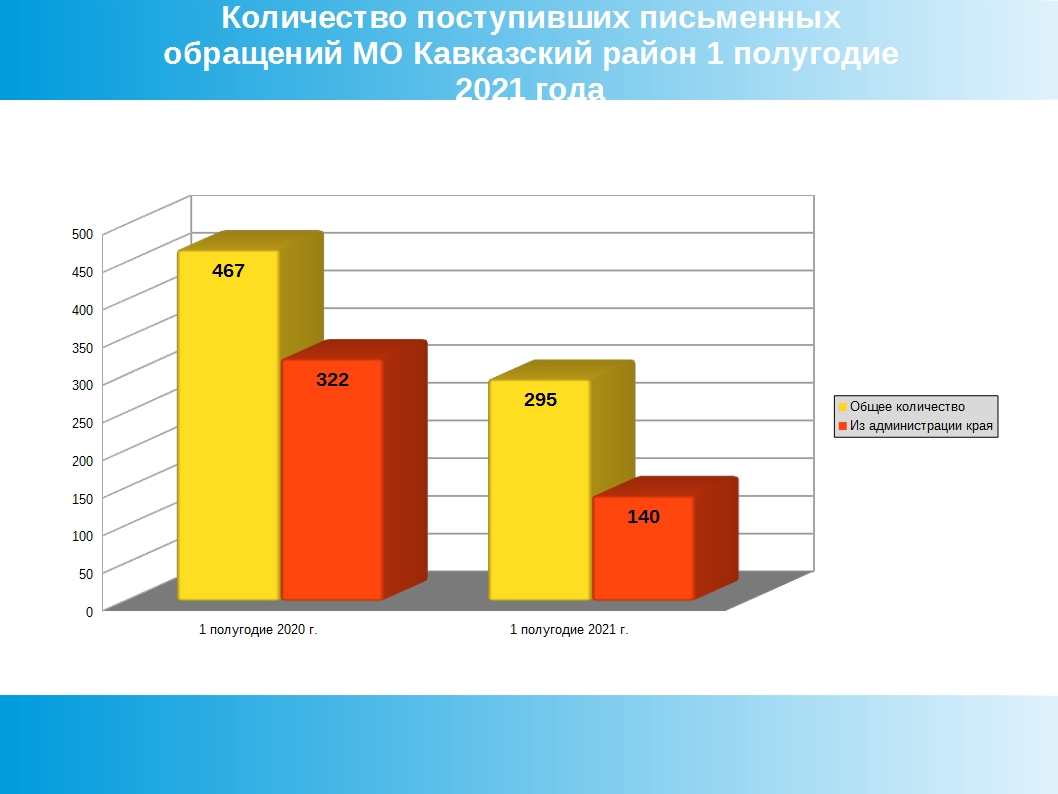 Количество поступивших письменных
обращений МО Кавказский район 1 полугодие
2021 года
500
450
400
350
300
250
200
150
100
50
0
467
322
295
140
1 полугодие 2020 г.
1 полугодие 2021 г.
Общее количество
Из администрации края